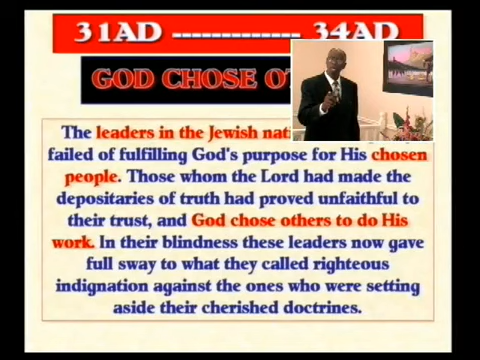 31AD ------------- 34AD
GOD CHOSE
The leaders in the Jewish
failed of fulfilling God's purpose for His chosen
people. Those whom the Lord had made the
depositaries of truth had proved unfaithful to
their trust, and God chose others to do His
work. In their blindness these leaders now gave
full sway to what they called righteous
indignation against the ones who were setting
aside their cherished doctrines.